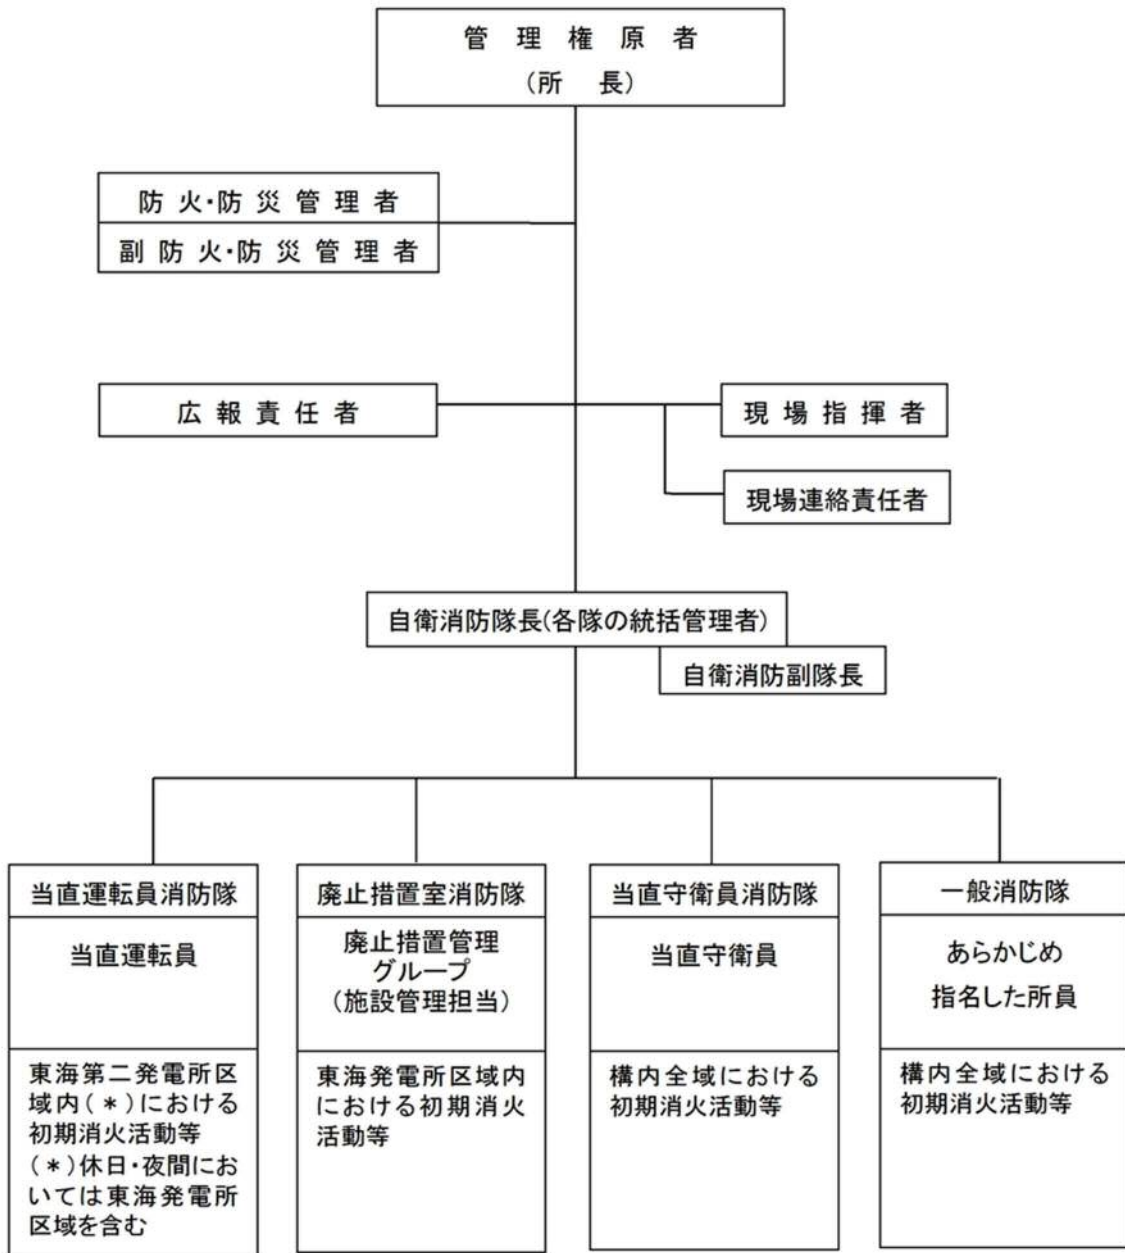 管理権原者
(所長)
防火・防災管理者
副防火・防災管理者
広報責任者
現場指揮者
現場連絡責任者
自衛消防隊長(各隊の統括管理者)
自衛消防副隊長
当直運転員消防隊
当直運転員
東海第二発電所区
域内(*)における
初期消火活動等
(*)休日・夜間にお
いては東海発電所
区域を含む
廃止措置室消防隊
廃止措置管理
グループ
(施設管理担当)
東海発電所区域内
における初期消火
活動等
当直守衛員消防隊
当直守衛員
構内全域における
初期消火活動等
一般消防隊
あらかじめ
指名した所員
構内全域における
初期消火活動等